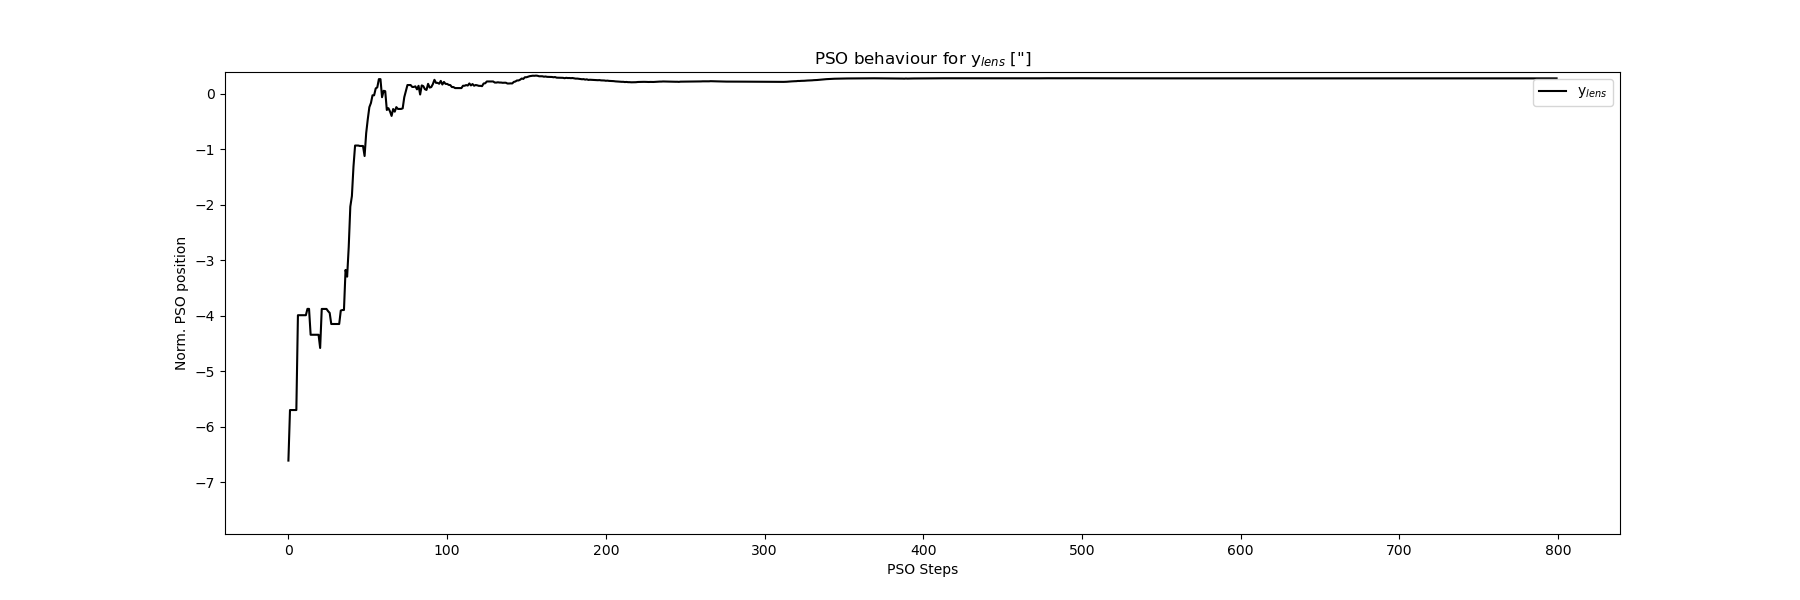 PSO behaviour for y_lens ["]
0
−1
−2
−3
−4
−5
−6
−7
Norm. PSO position
y_lens
0 100 200 300 400 500 600 700 800
PSO Steps